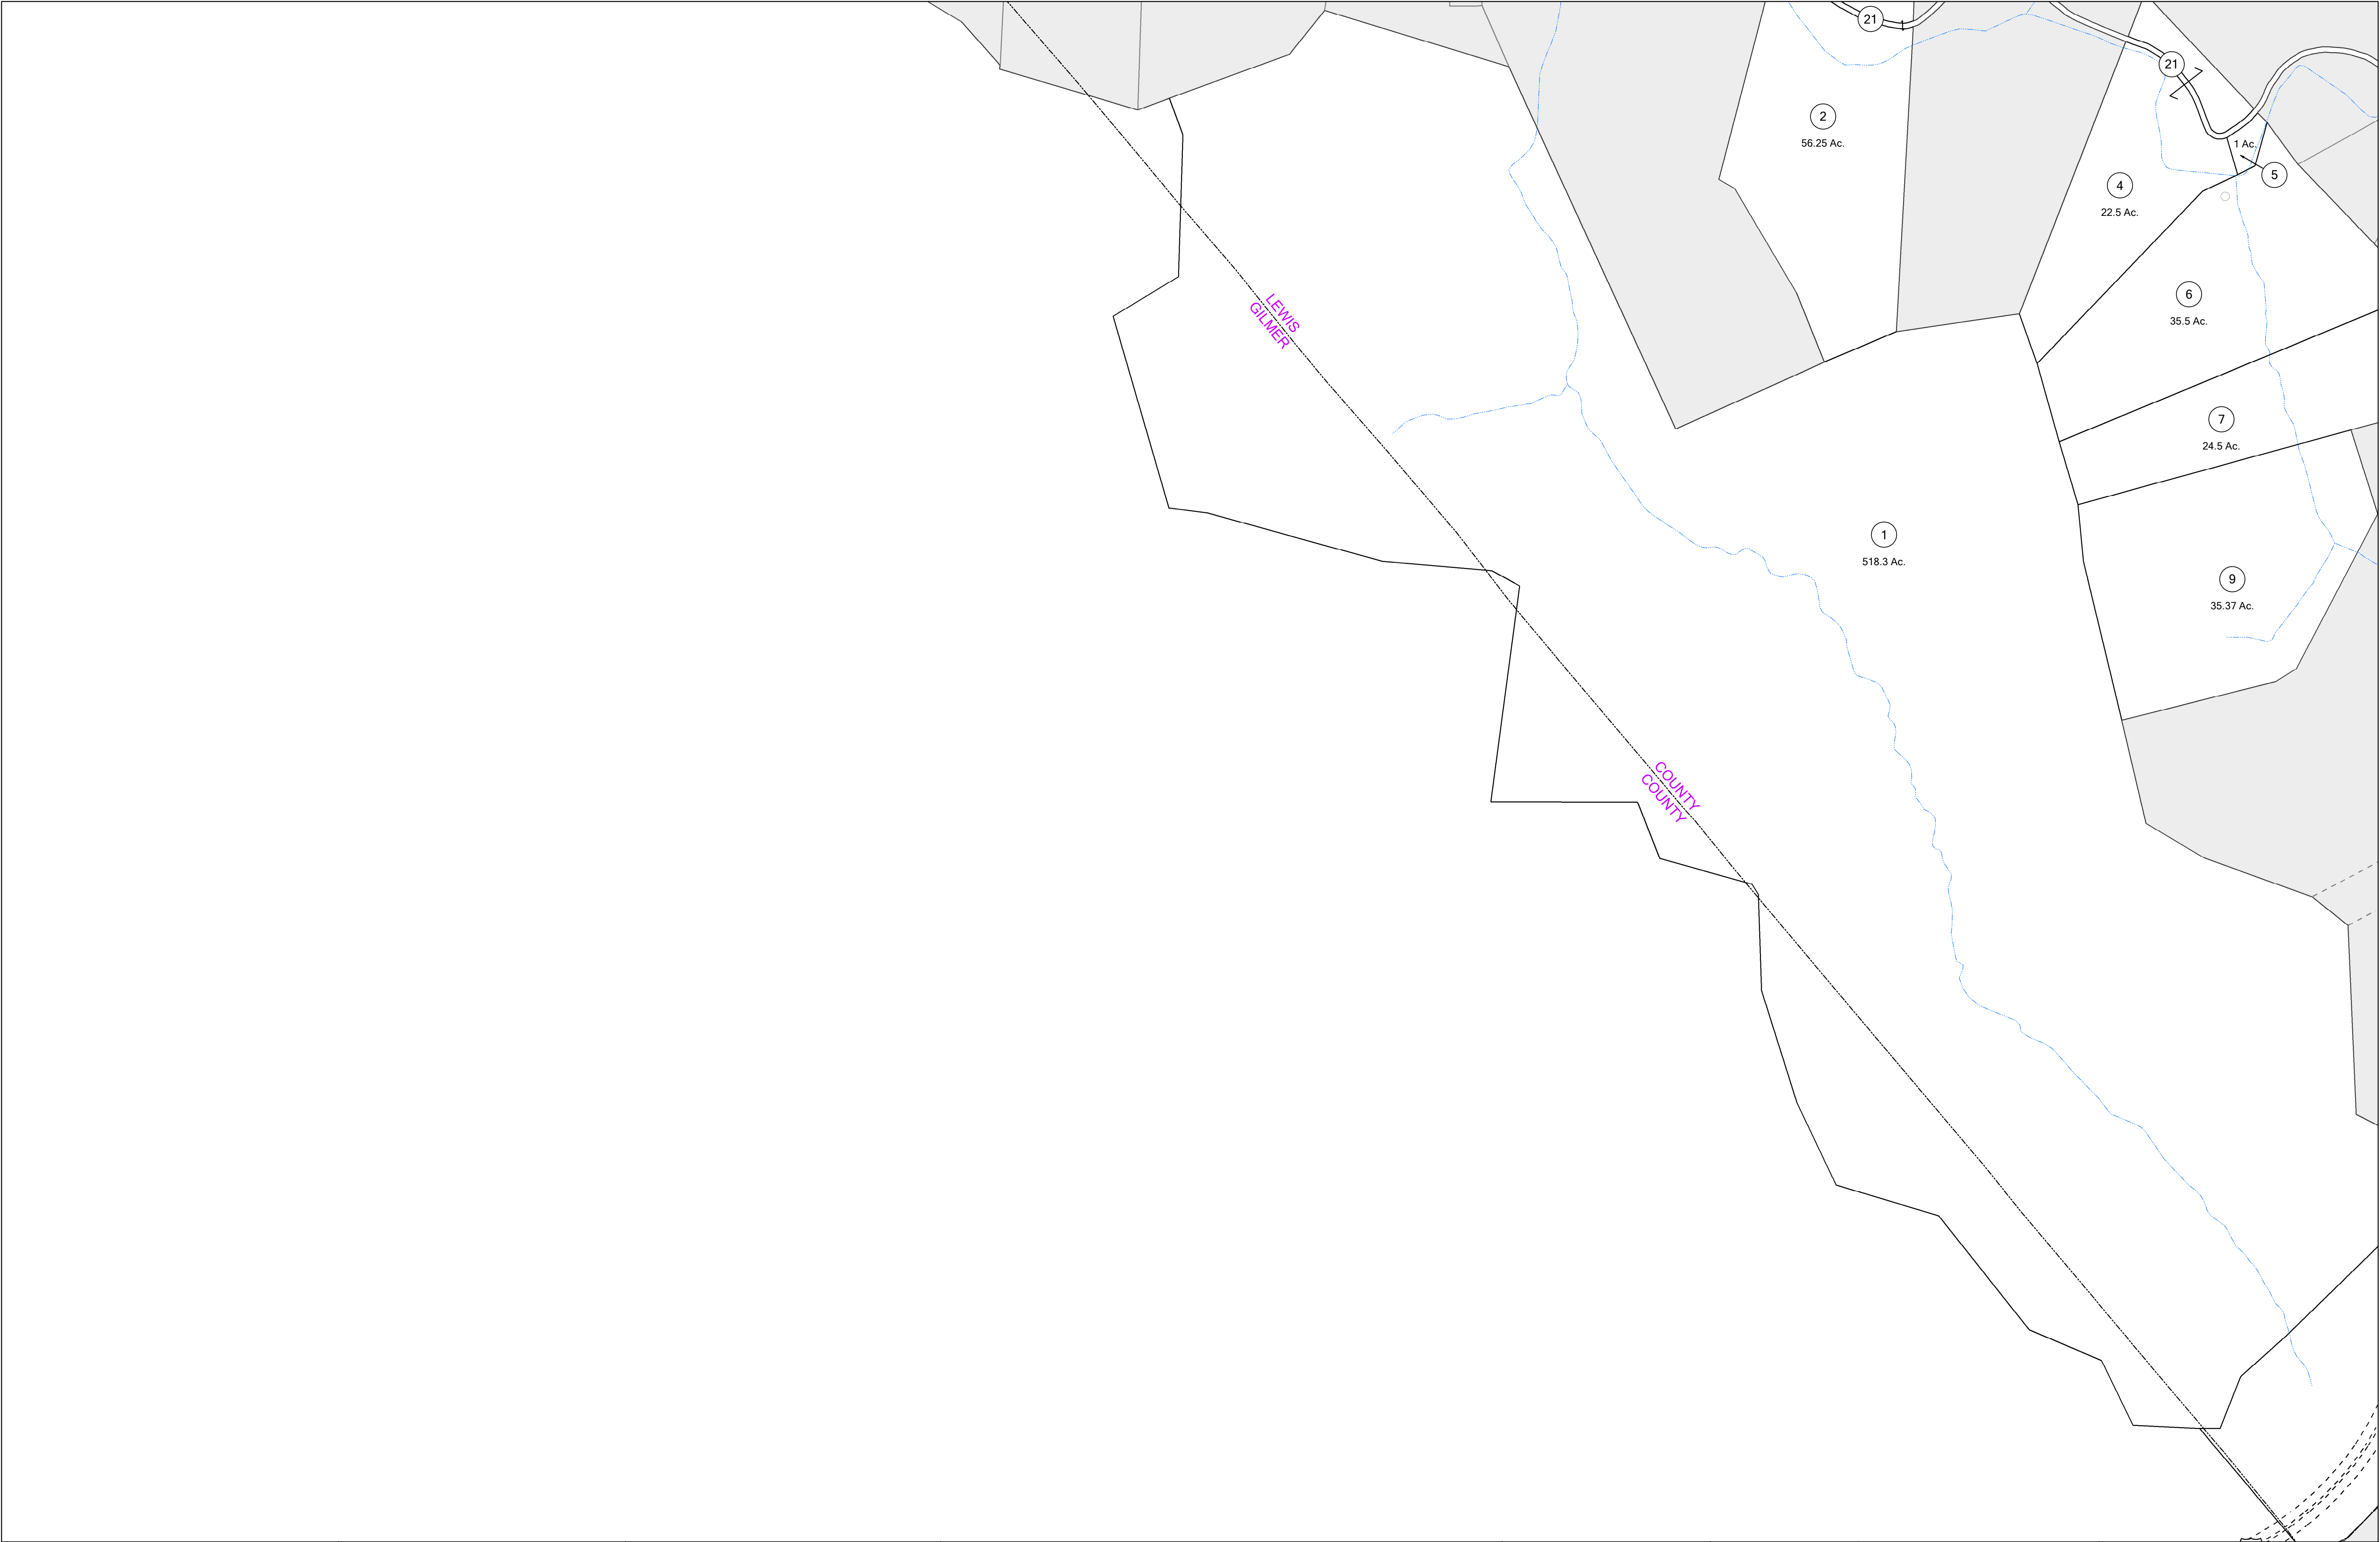 21
21
2
56.25 Ac.
1 Ac.
5
4
22.5 Ac.
6
35.5 Ac.
LEWIS
GILMER
7
24.5 Ac.
1
518.3 Ac.
9
35.37 Ac.
COUNTY
COUNTY